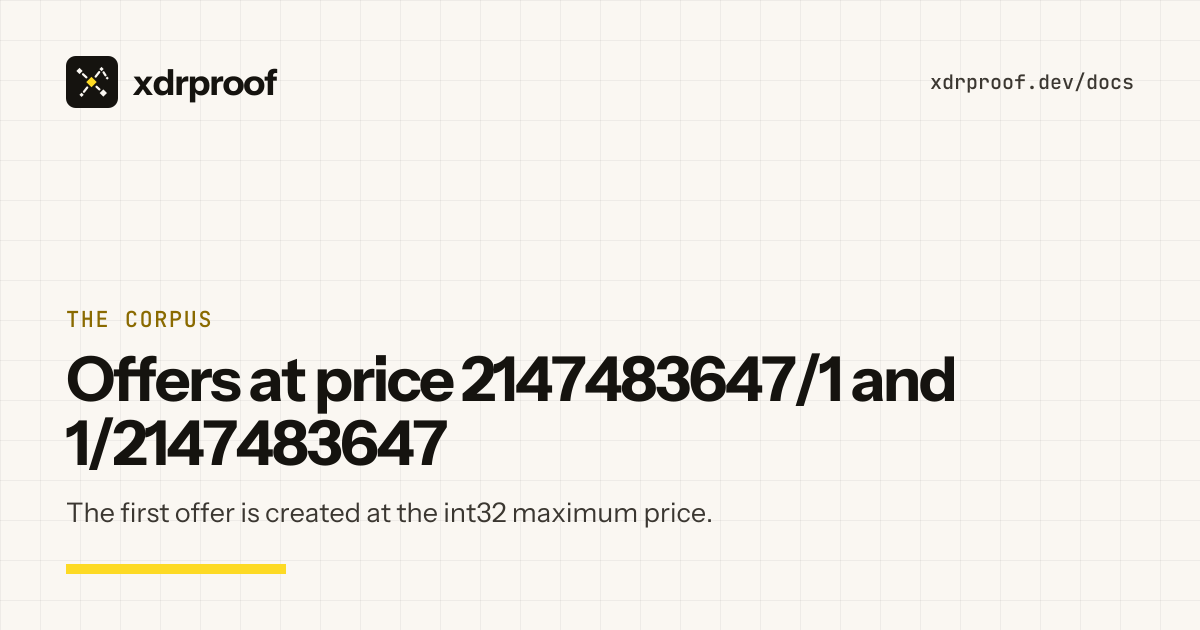 xdrproof
xdrproof.dev/docs
THE CORPUS
Offers at price 2147483647/1 and
1/2147483647
The first offer is created at the int32 maximum price.